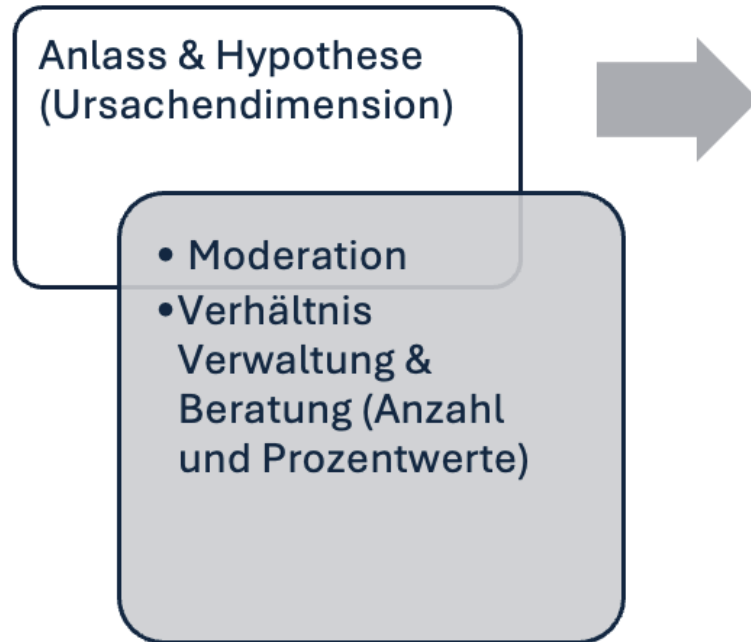 Anlass & Hypothese
(Ursachendimension)
• Moderation
•Verhältnis
Verwaltung &
Beratung (Anzahl
und Prozentwerte)